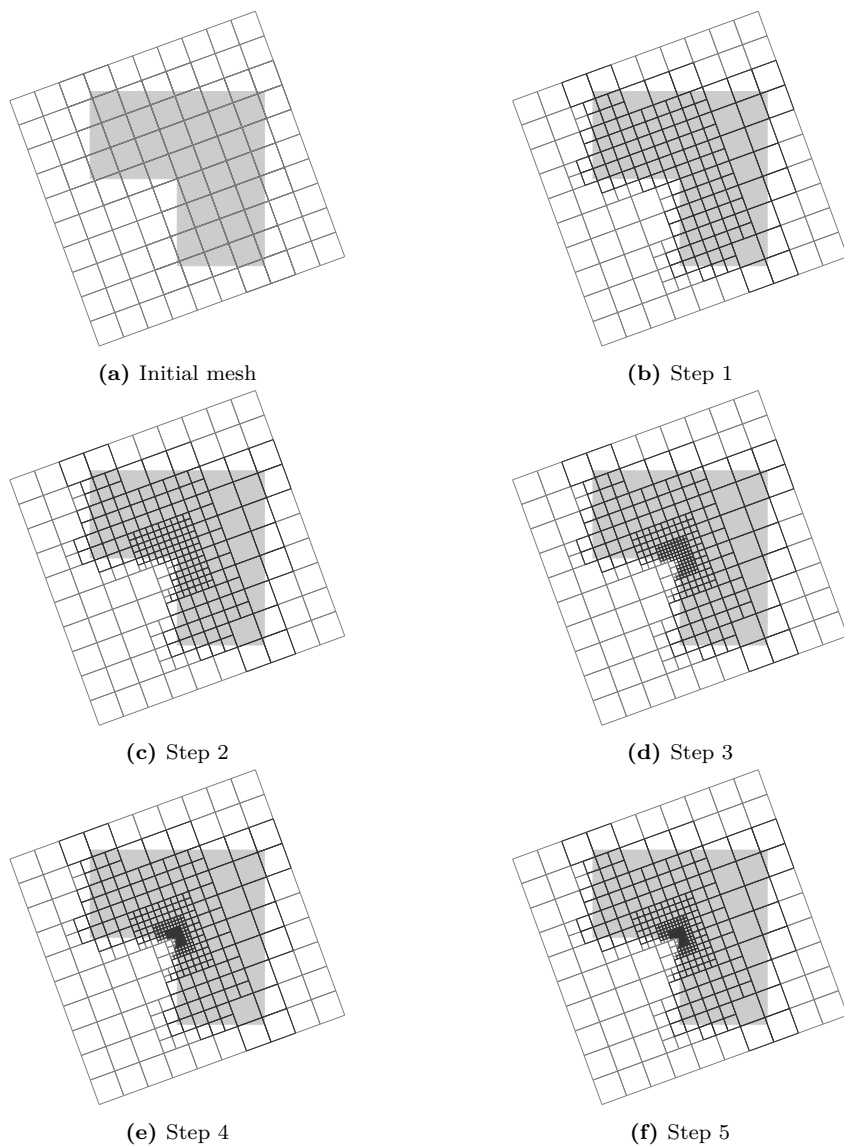 (a) Initial mesh
(b) Step 1
(c) Step 2
(d) Step 3
(e) Step 4
(f) Step 5